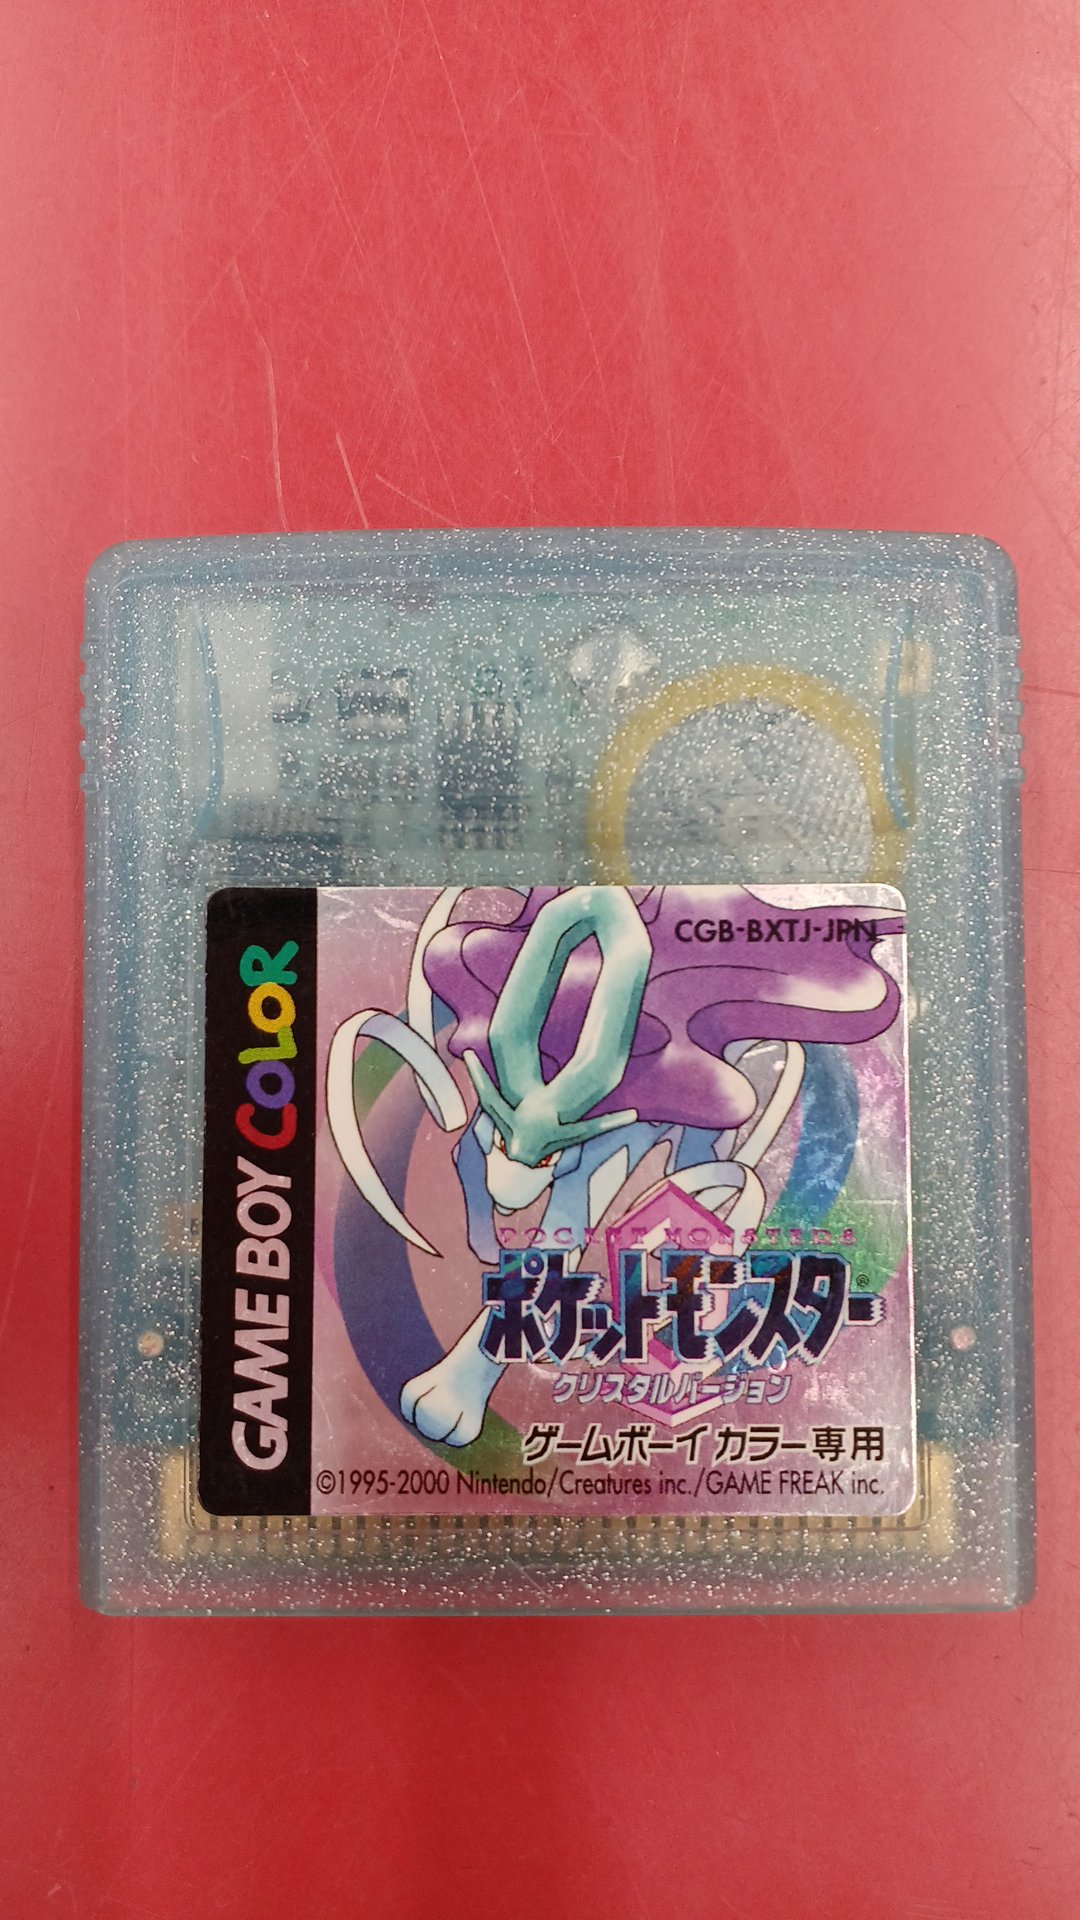 GAME BOY COLOR
CGB-BXTJ-JPN
POCKET MONSTERS
ポケットモンスター®
クリスタルバージョン
ゲームボーイカラー専用
©1995-2000 Nintendo/Creatures inc./GAME FREAK inc.